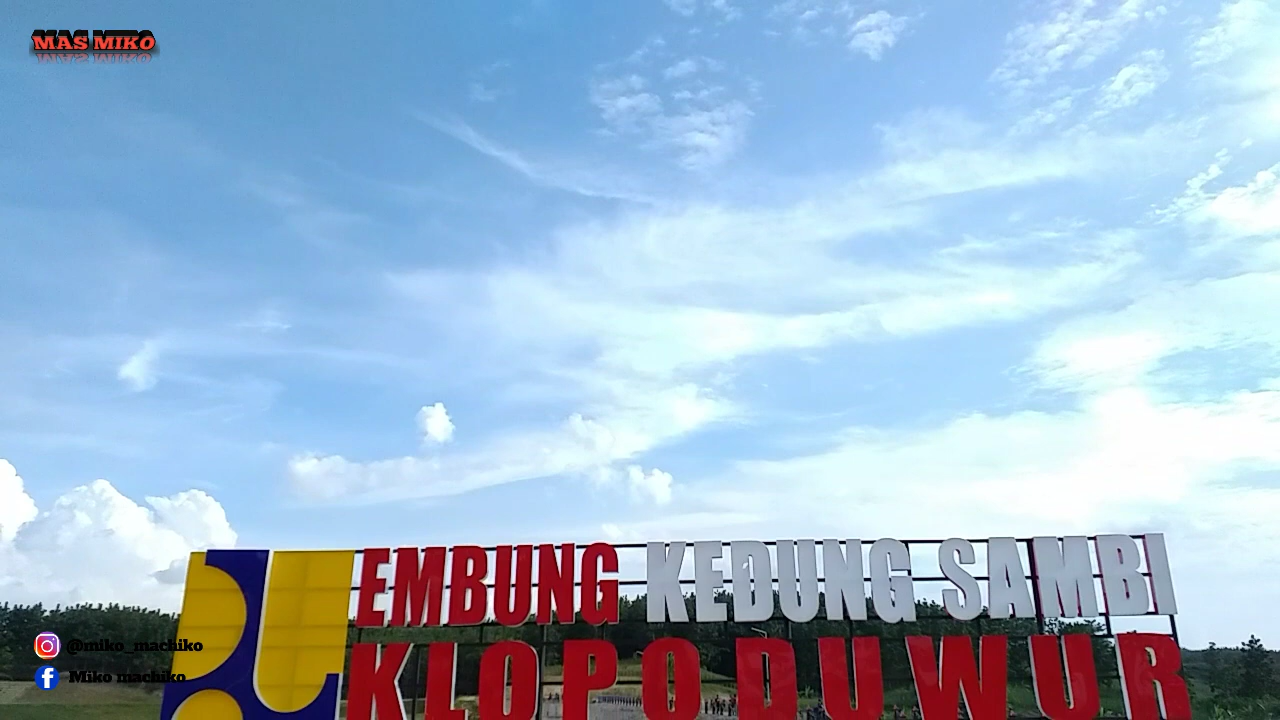 MAS MIKO
EMBUNG KEDUNG SAMBI
KLOPODUWUR
@miko_machiko
Miko machiko